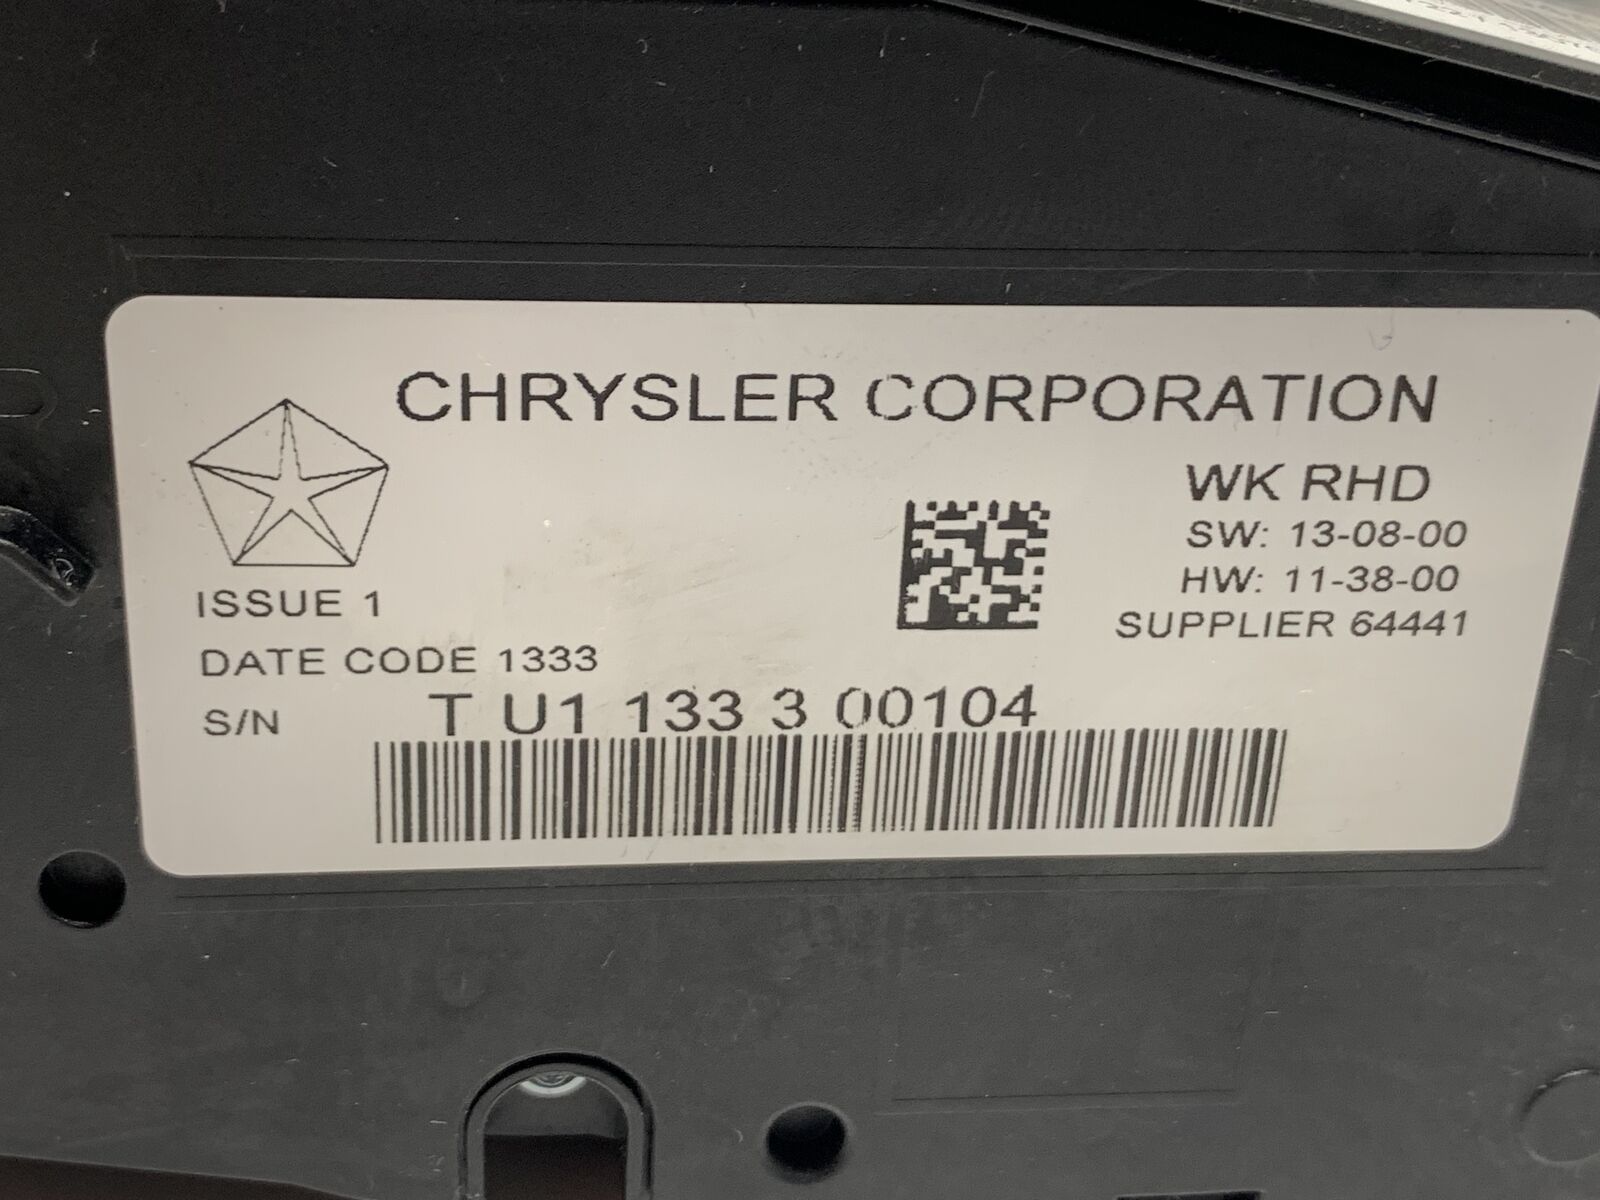 CHRYSLER CORPORATION
WK RHD
SW: 13-08-00
HW: 11-38-00
SUPPLIER 64441
ISSUE 1
DATE CODE 1333
S/N T U1 133 3 00104